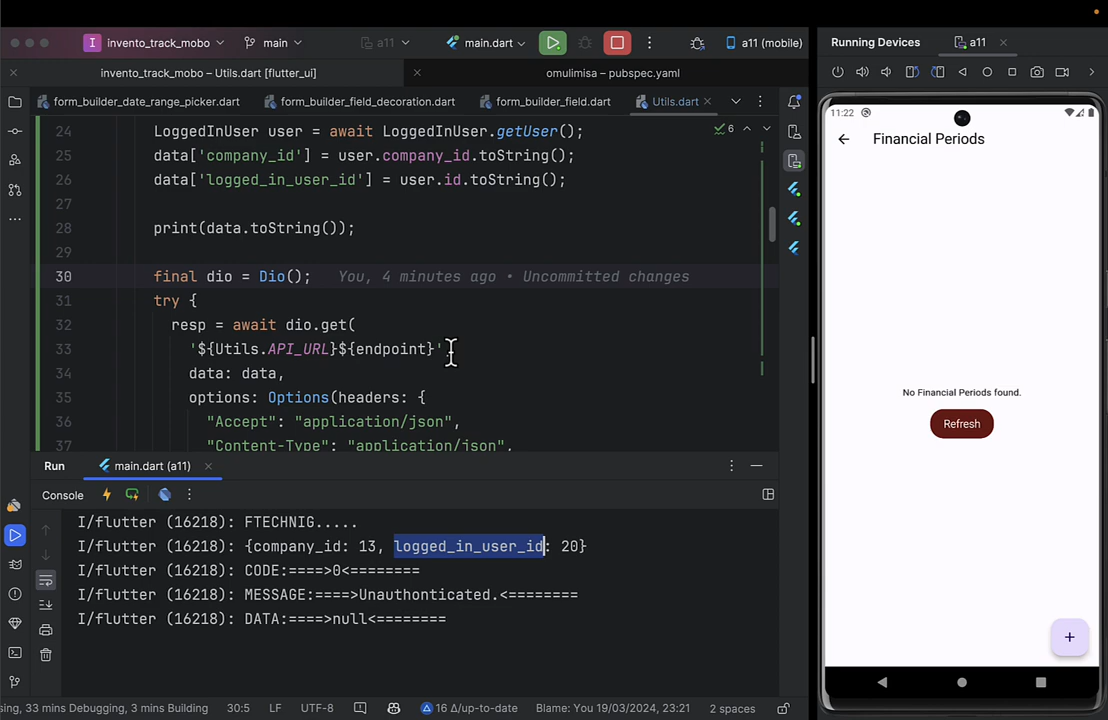 invento_track_mobo
main
a11
main.dart
a11 (mobile)
Running Devices
a11
invento_track_mobo – Utils.dart [flutter_ui]
omulimisa – pubspec.yaml
form_builder_date_range_picker.dart
form_builder_field_decoration.dart
form_builder_field.dart
Utils.dart
24 LoggedInUser user = await LoggedInUser.getUser();
6
25 data['company_id'] = user.company_id.toString();
26 data['logged_in_user_id'] = user.id.toString();
27
28 print(data.toString());
29
30 final dio = Dio(); You, 4 minutes ago • Uncommitted changes
31 try {
32 resp = await dio.get(
33 '${Utils.API_URL}${endpoint}'
34 data: data,
35 options: Options(headers: {
36 "Accept": "application/json",
37 "Content-Type": "application/json",
Run
main.dart (a11)
Console
I/flutter (16218): FTECHNIG.....
I/flutter (16218): {company_id: 13, logged_in_user_id: 20}
I/flutter (16218): CODE:====>0<========
I/flutter (16218): MESSAGE:====>Unauthonticated.<========
I/flutter (16218): DATA:====>null<========
sing, 33 mins Debugging, 3 mins Building
30:5
LF
UTF-8
16 Δ/up-to-date
Blame: You 19/03/2024, 23:21
2 spaces
11:22
Financial Periods
No Financial Periods found.
Refresh
+